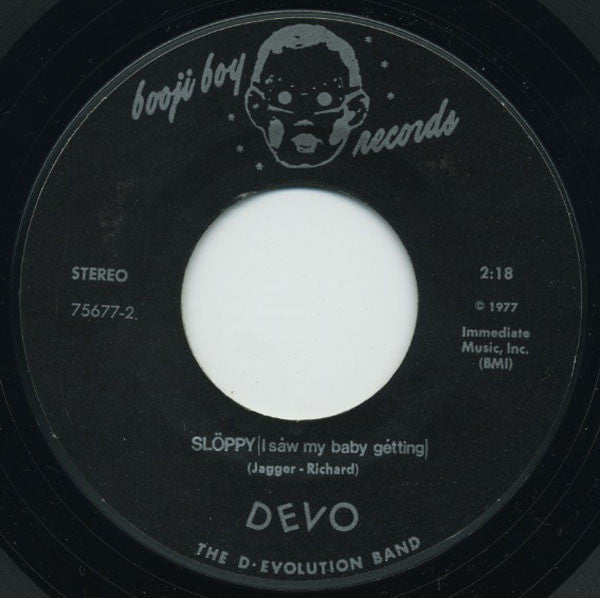 booji boy
records
STEREO
75677-2
2:18
© 1977
Immediate
Music, Inc.
(BMI)
SLÖPPY (I såw my baby gétting)
(Jagger - Richard)
DEVO
THE D-EVOLUTION BAND